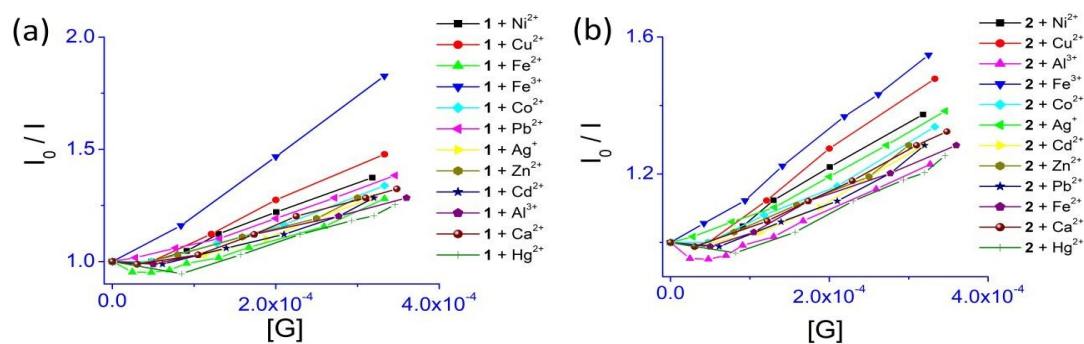 (a)
2.0
1.5
1.0
I₀ / I
0.0
2.0x10⁻⁴
4.0x10⁻⁴
[G]
1 + Ni²⁺
1 + Cu²⁺
1 + Fe²⁺
1 + Fe³⁺
1 + Co²⁺
1 + Pb²⁺
1 + Ag⁺
1 + Zn²⁺
1 + Cd²⁺
1 + Al³⁺
1 + Ca²⁺
1 + Hg²⁺
(b)
1.6
1.2
I₀ / I
0.0
2.0x10⁻⁴
4.0x10⁻⁴
[G]
2 + Ni²⁺
2 + Cu²⁺
2 + Al³⁺
2 + Fe³⁺
2 + Co²⁺
2 + Ag⁺
2 + Cd²⁺
2 + Zn²⁺
2 + Pb²⁺
2 + Fe²⁺
2 + Ca²⁺
2 + Hg²⁺